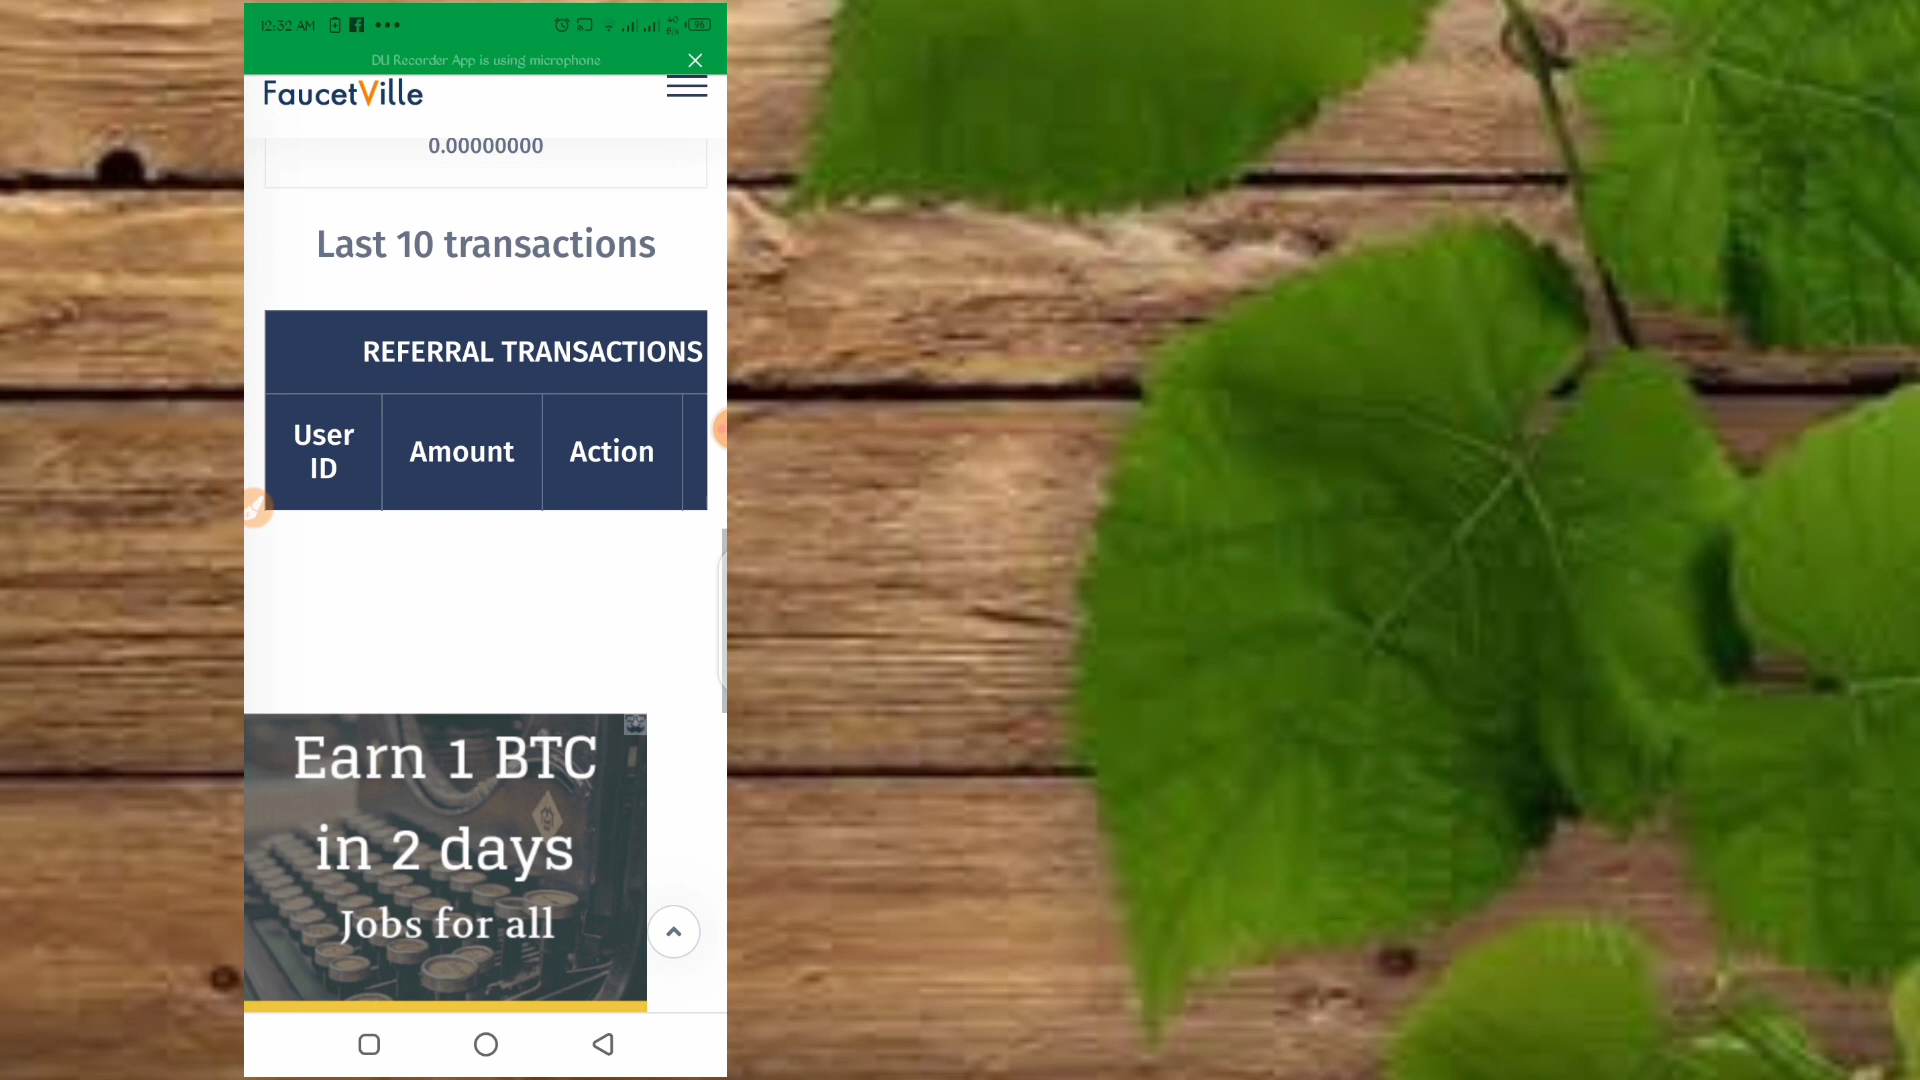 12:32 AM
96
DU Recorder App is using microphone
FaucetVille
0.00000000
Last 10 transactions
REFERRAL TRANSACTIONS
User ID
Amount
Action
Earn 1 BTC
in 2 days
Jobs for all